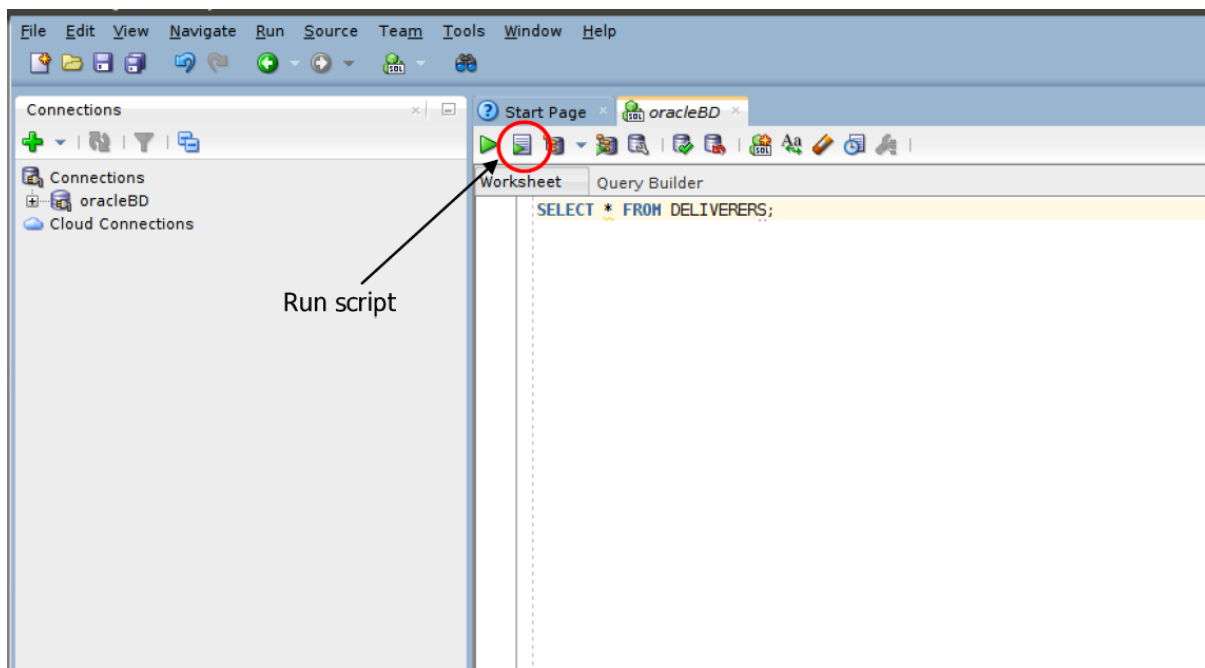 File Edit View Navigate Run Source Team Tools Window Help
Connections
Start Page oracleBD
Connections
oracleBD
Cloud Connections
Worksheet Query Builder
SELECT * FROM DELIVERERS;
Run script